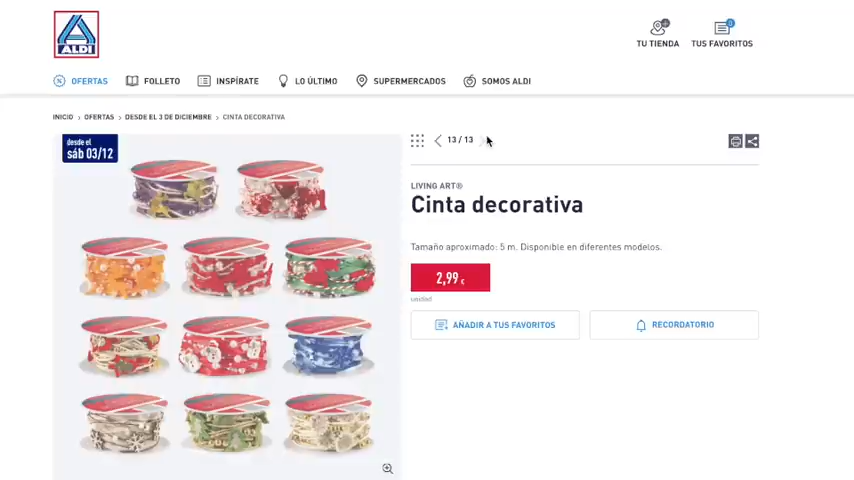 ALDI
TU TIENDA
TUS FAVORITOS
0
OFERTAS
FOLLETO
INSPÍRATE
LO ÚLTIMO
SUPERMERCADOS
SOMOS ALDI
INICIO > OFERTAS > DESDE EL 3 DE DICIEMBRE > CINTA DECORATIVA
desde el
sáb 03/12
13 / 13
LIVING ART®
Cinta decorativa
Tamaño aproximado: 5 m. Disponible en diferentes modelos.
2,99 €
unidad
AÑADIR A TUS FAVORITOS
RECORDATORIO